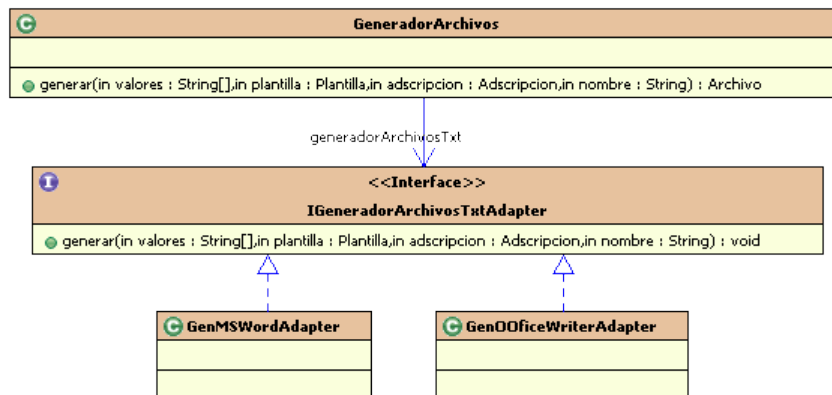 C
GeneradorArchivos
generar(in valores : String[],in plantilla : Plantilla,in adscripcion : Adscripcion,in nombre : String) : Archivo
generadorArchivosTxt
I
<<Interface>>
IGeneradorArchivosTxtAdapter
generar(in valores : String[],in plantilla : Plantilla,in adscripcion : Adscripcion,in nombre : String) : void
C GenMSWordAdapter
C GenOOficeWriterAdapter